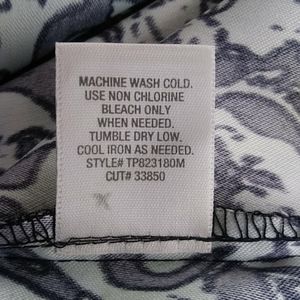 MACHINE WASH COLD.
USE NON CHLORINE
BLEACH ONLY
WHEN NEEDED.
TUMBLE DRY LOW.
COOL IRON AS NEEDED.
STYLE# TP823180M
CUT# 33850